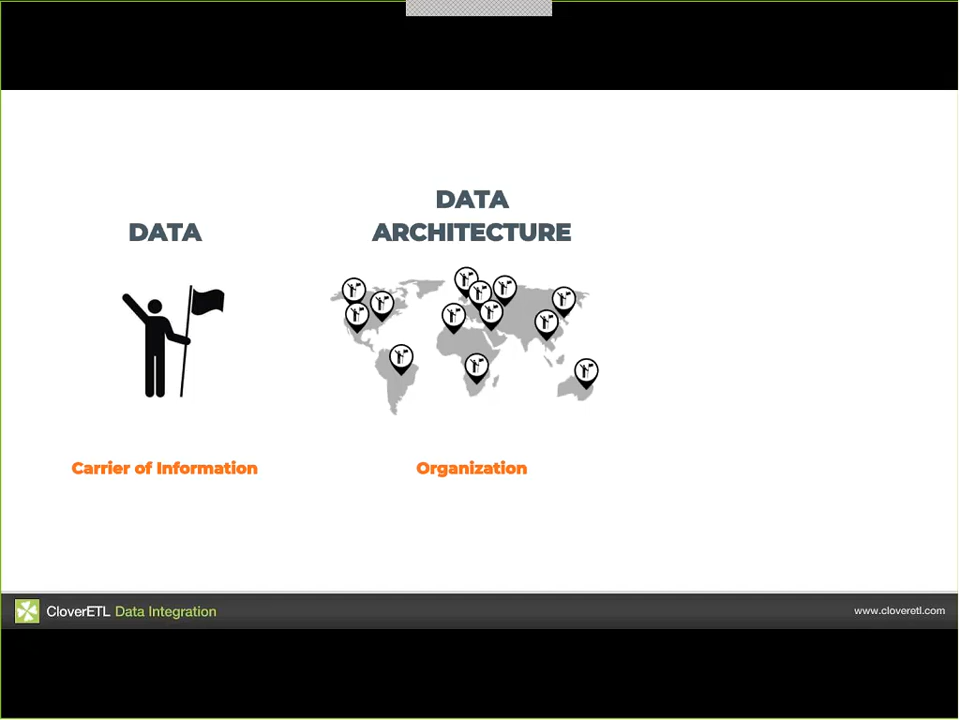 DATA
DATA
ARCHITECTURE
Carrier of Information
Organization
CloverETL Data Integration
www.cloveretl.com